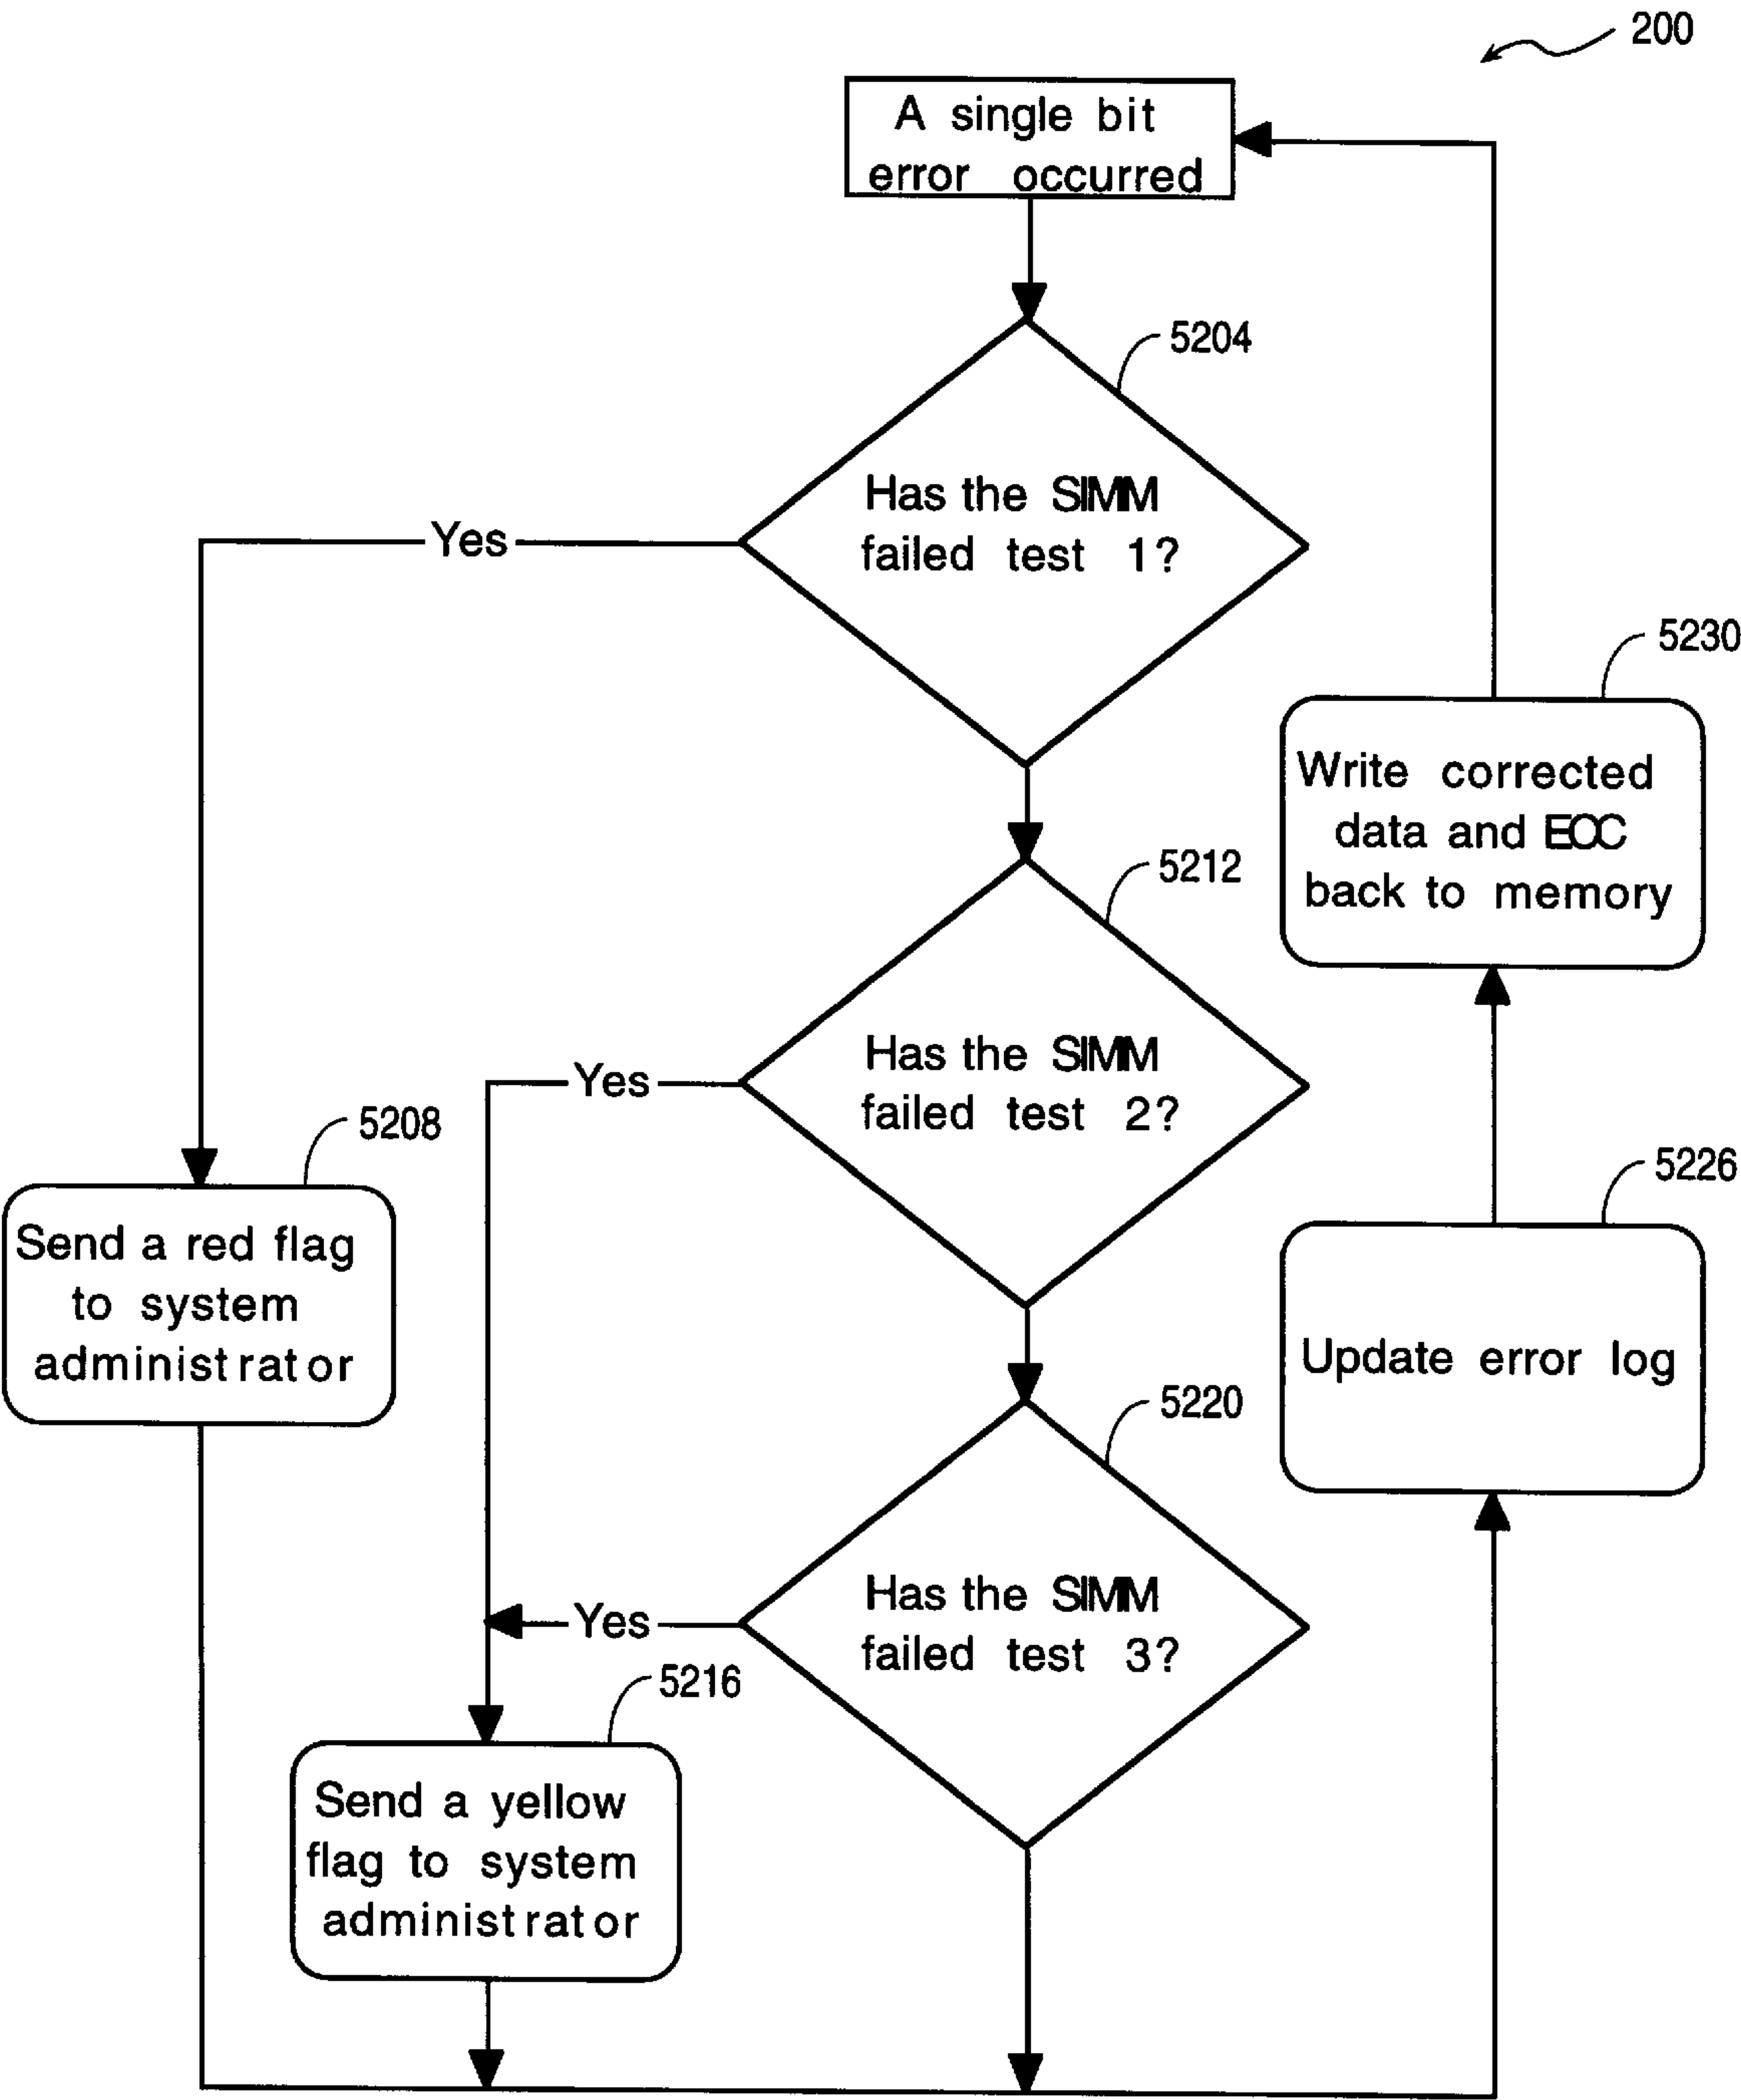 200
A single bit
error occurred
5204
Has the SIMM
failed test 1?
Yes
5230
Write corrected
data and ECC
back to memory
5212
Has the SIMM
failed test 2?
Yes
5208
Send a red flag
to system
administrator
5226
Update error log
5220
Has the SIMM
failed test 3?
Yes
5216
Send a yellow
flag to system
administrator